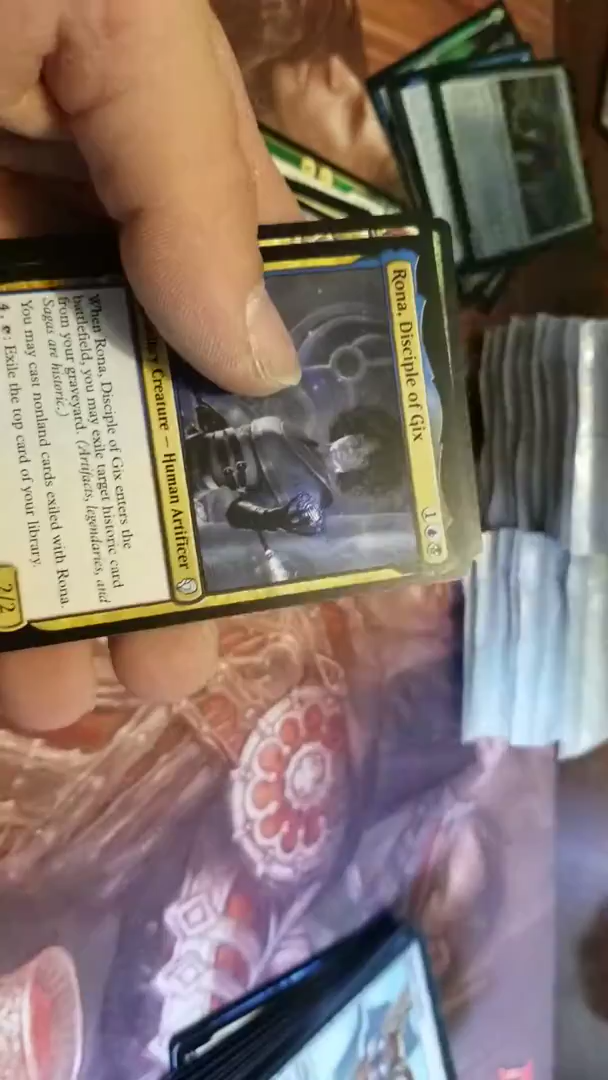 Rona, Disciple of Gix
1
Creature — Human Artificer
When Rona, Disciple of Gix enters the
battlefield, you may exile target historic card
from your graveyard. (Artifacts, legendaries, and
Sagas are historic.)
You may cast nonland cards exiled with Rona.
4, : Exile the top card of your library.
2/2